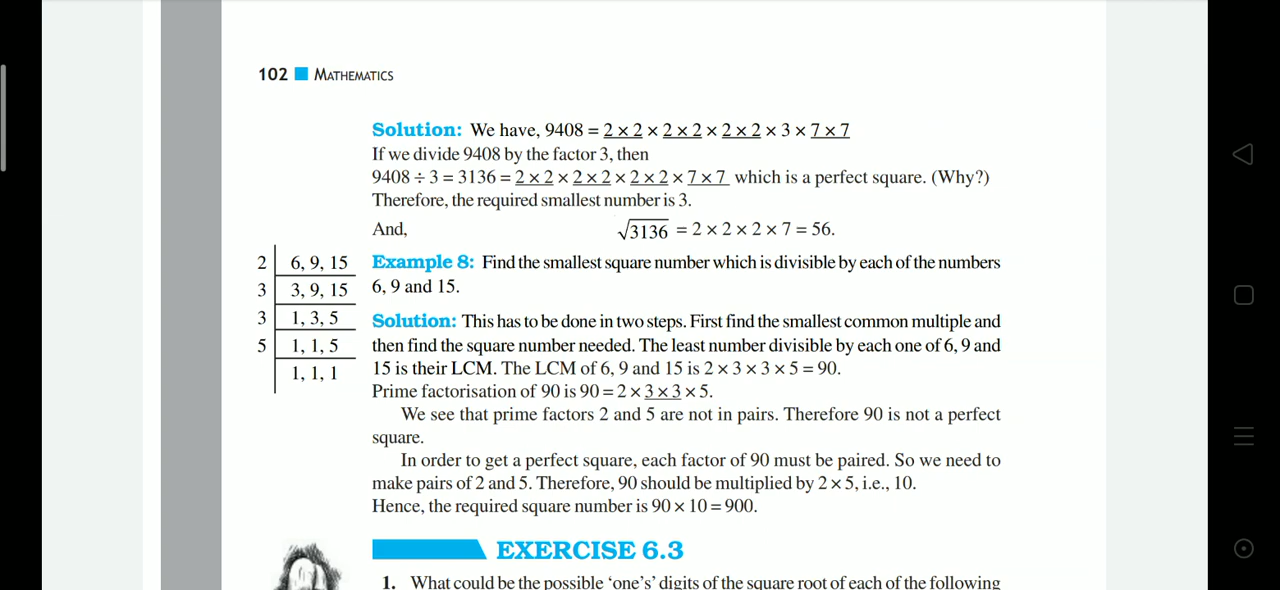 102 MATHEMATICS
Solution: We have, 9408 = 2 × 2 × 2 × 2 × 2 × 2 × 3 × 7 × 7
If we divide 9408 by the factor 3, then
9408 ÷ 3 = 3136 = 2 × 2 × 2 × 2 × 2 × 2 × 7 × 7 which is a perfect square. (Why?)
Therefore, the required smallest number is 3.
And, √3136 = 2 × 2 × 2 × 7 = 56.
2 6, 9, 15
3 3, 9, 15
3 1, 3, 5
5 1, 1, 5
1, 1, 1
Example 8: Find the smallest square number which is divisible by each of the numbers
6, 9 and 15.
Solution: This has to be done in two steps. First find the smallest common multiple and
then find the square number needed. The least number divisible by each one of 6, 9 and
15 is their LCM. The LCM of 6, 9 and 15 is 2 × 3 × 3 × 5 = 90.
Prime factorisation of 90 is 90 = 2 × 3 × 3 × 5.
We see that prime factors 2 and 5 are not in pairs. Therefore 90 is not a perfect
square.
In order to get a perfect square, each factor of 90 must be paired. So we need to
make pairs of 2 and 5. Therefore, 90 should be multiplied by 2 × 5, i.e., 10.
Hence, the required square number is 90 × 10 = 900.
EXERCISE 6.3
1. What could be the possible ‘one’s’ digits of the square root of each of the following